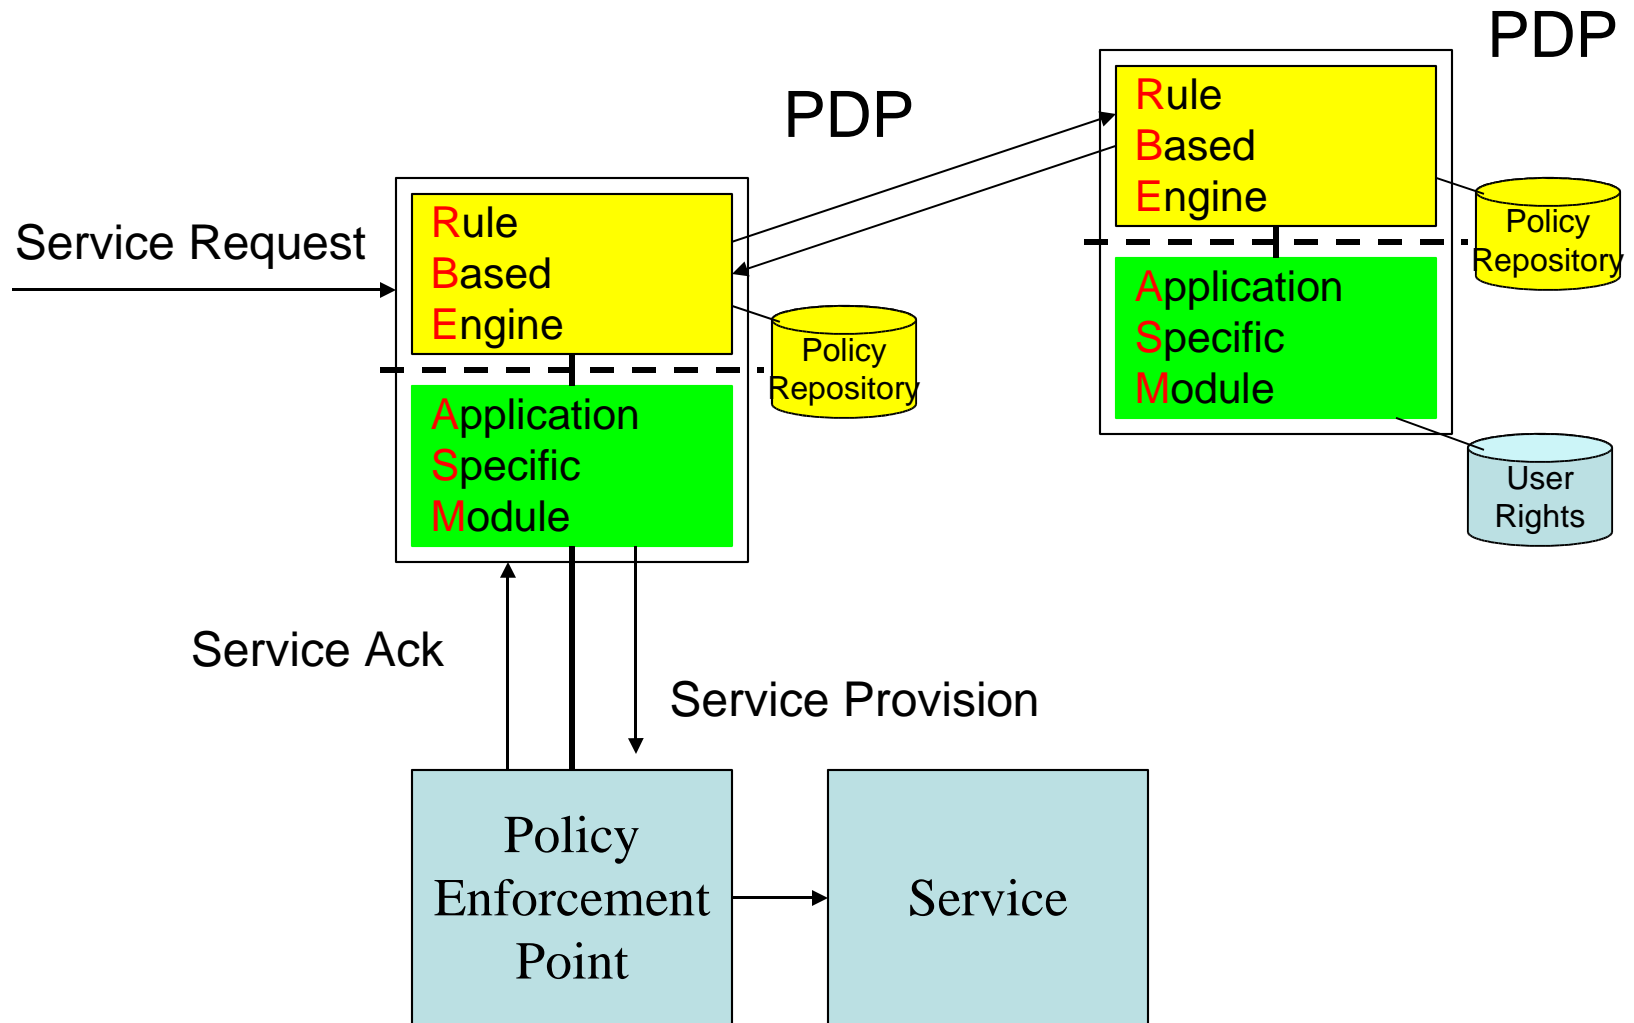 PDP
PDP
Rule
Based
Engine
Policy
Repository
Application
Specific
Module
User
Rights
Service Request
Rule
Based
Engine
Policy
Repository
Application
Specific
Module
Service Ack
Service Provision
Policy
Enforcement
Point
Service